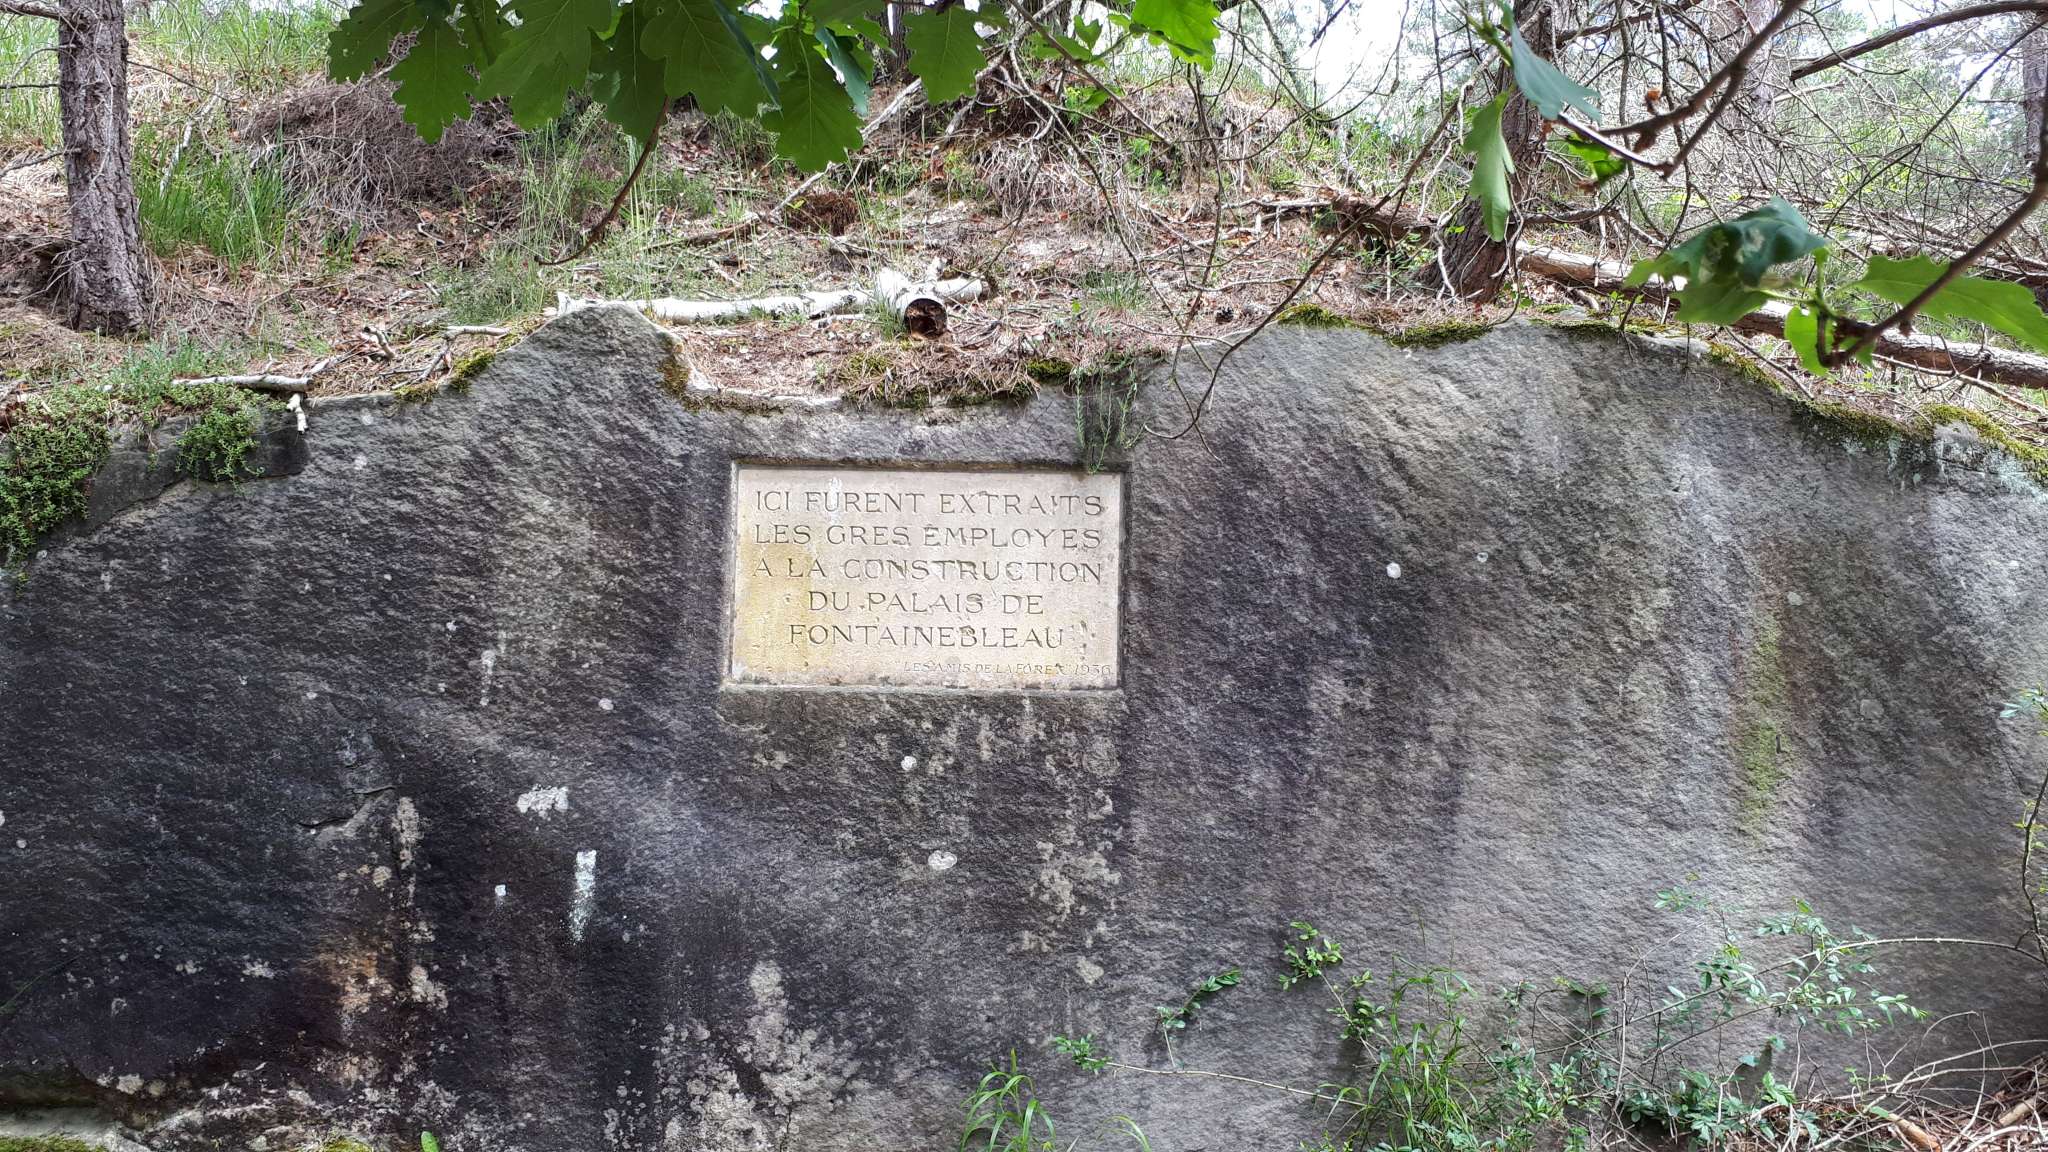 ICI FURENT EXTRAITS
LES GRES EMPLOYES
A LA CONSTRUCTION
DU PALAIS DE
FONTAINEBLEAU
LES AMIS DE LA FORET 1936